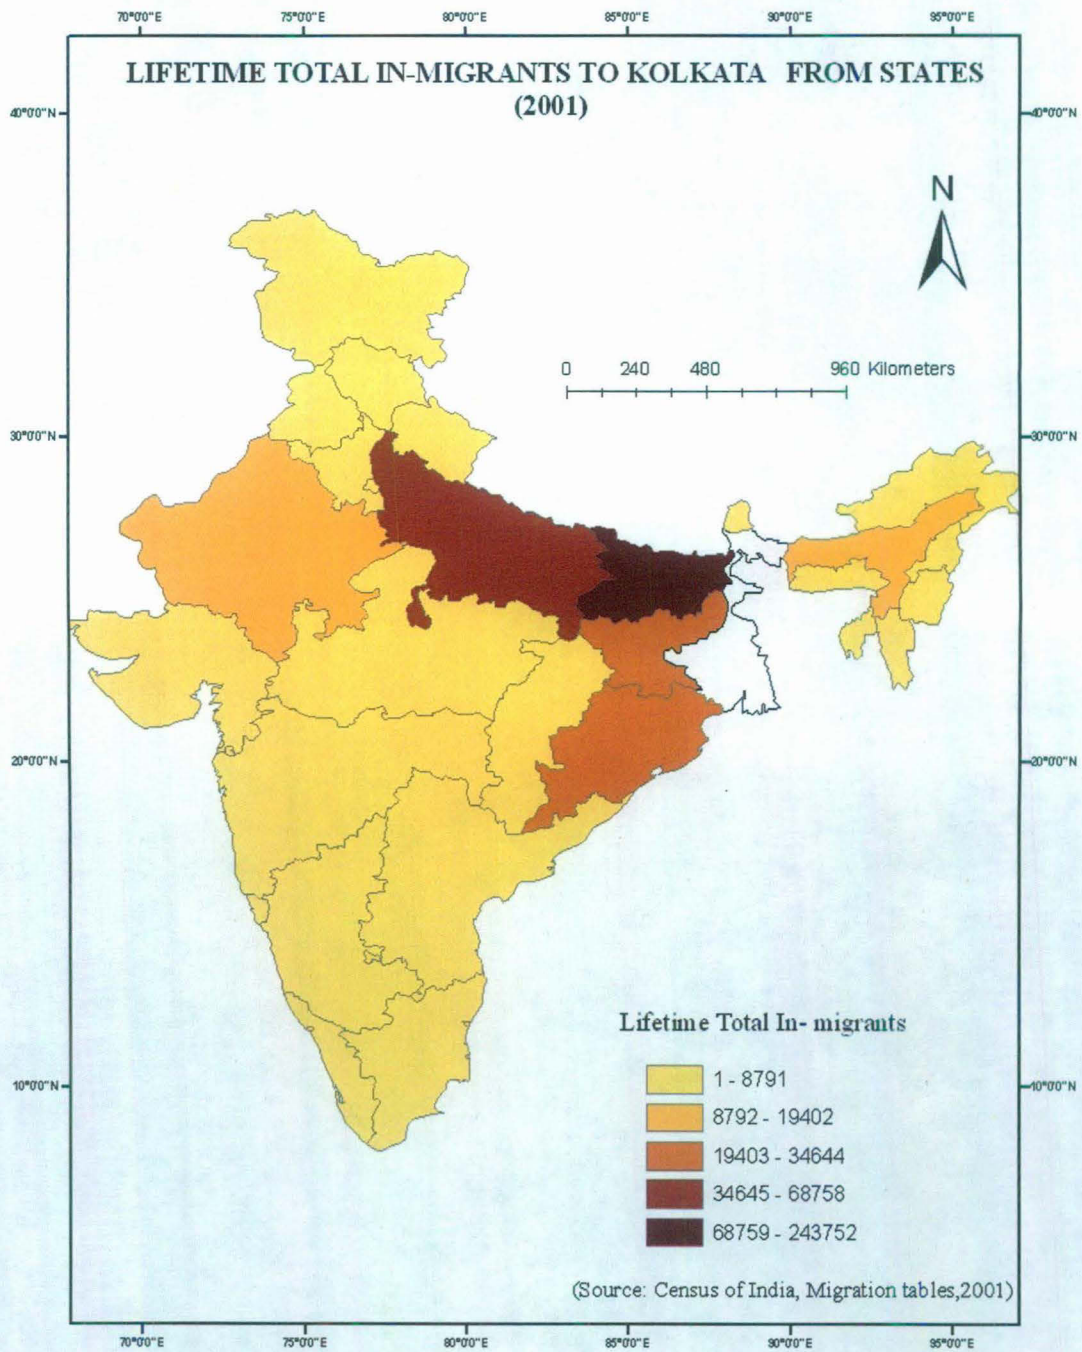 70°0'0"E 75°0'0"E 80°0'0"E 85°0'0"E 90°0'0"E 95°0'0"E
LIFETIME TOTAL IN-MIGRANTS TO KOLKATA FROM STATES
(2001)
40°0'0"N 40°0'0"N
N
0 240 480 960 Kilometers
30°0'0"N 30°0'0"N
20°0'0"N 20°0'0"N
Lifetime Total In- migrants
10°0'0"N 10°0'0"N
1 - 8791
8792 - 19402
19403 - 34644
34645 - 68758
68759 - 243752
(Source: Census of India, Migration tables,2001)
70°0'0"E 75°0'0"E 80°0'0"E 85°0'0"E 90°0'0"E 95°0'0"E